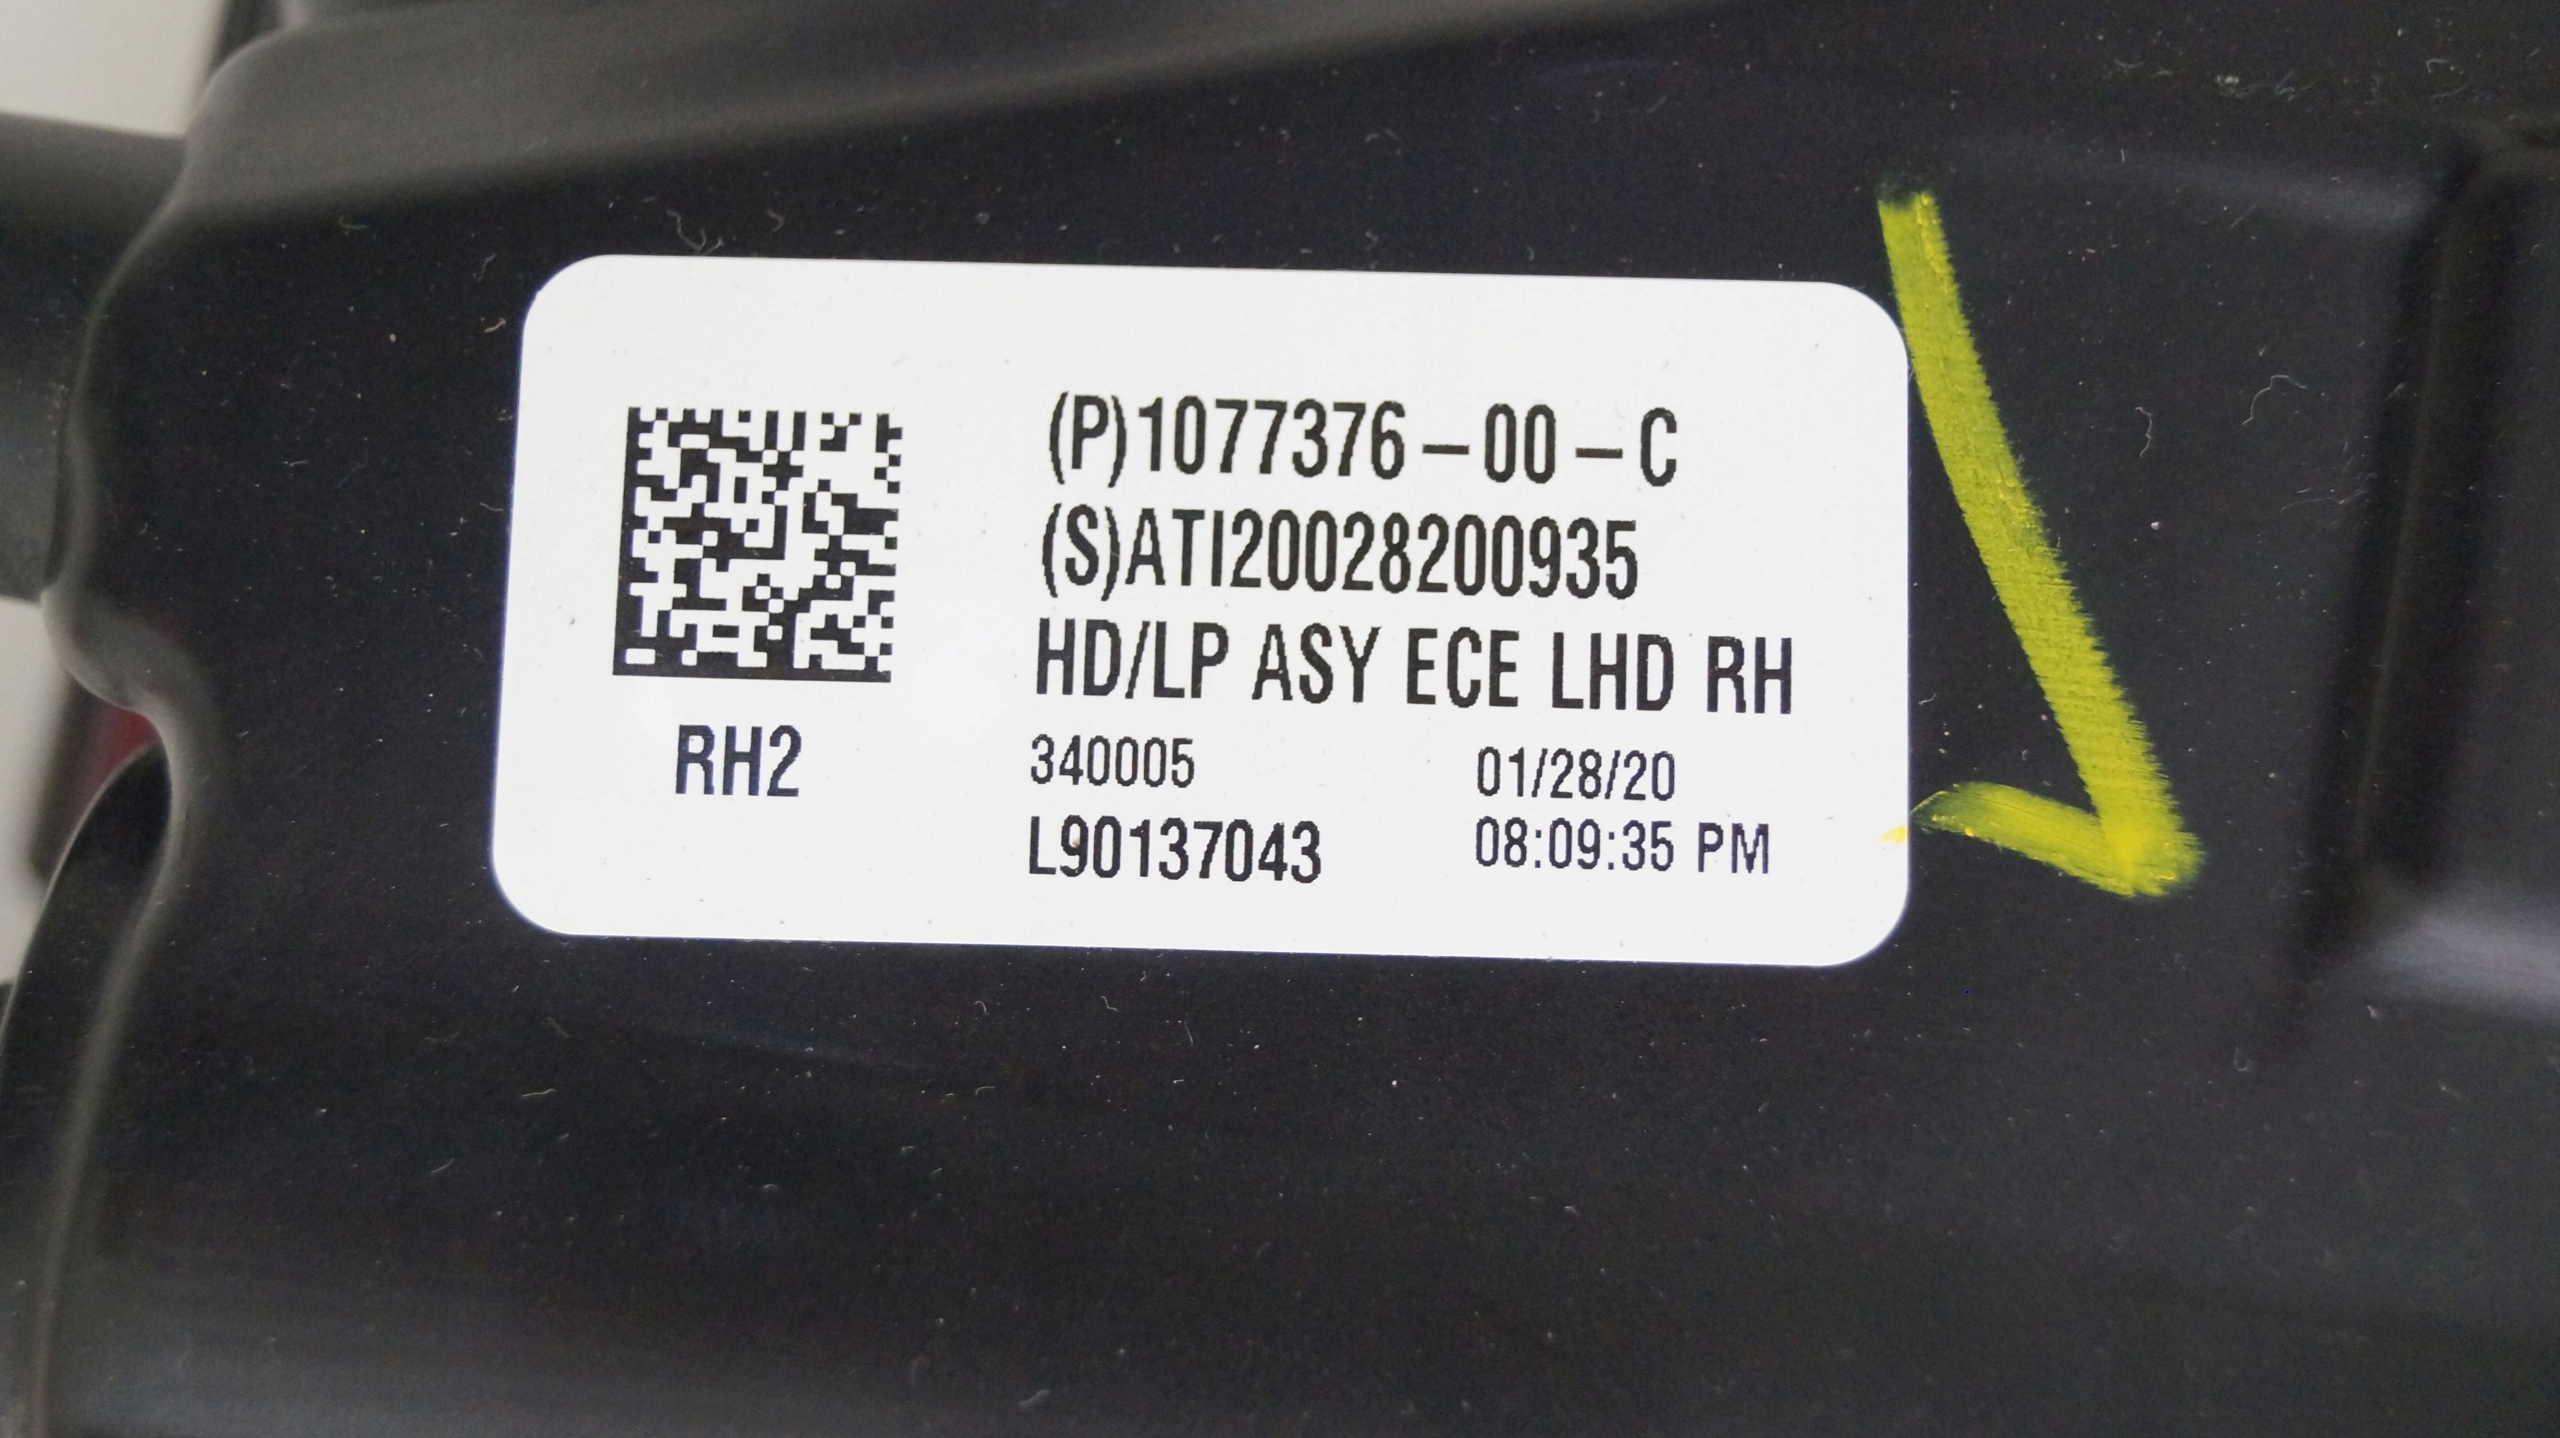 (P)1077376-00-C
(S)ATI20028200935
HD/LP ASY ECE LHD RH
RH2
340005 01/28/20
L90137043 08:09:35 PM